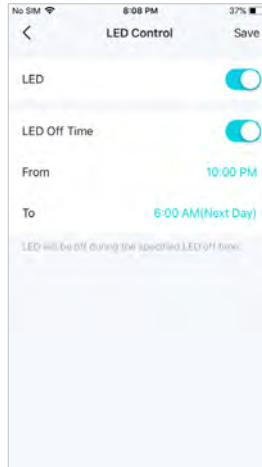 No SIM 8:08 PM 37%
LED Control Save
LED
LED Off Time
From 10:00 PM
To 6:00 AM(Next Day)
LED will be off during the specified LED off time.